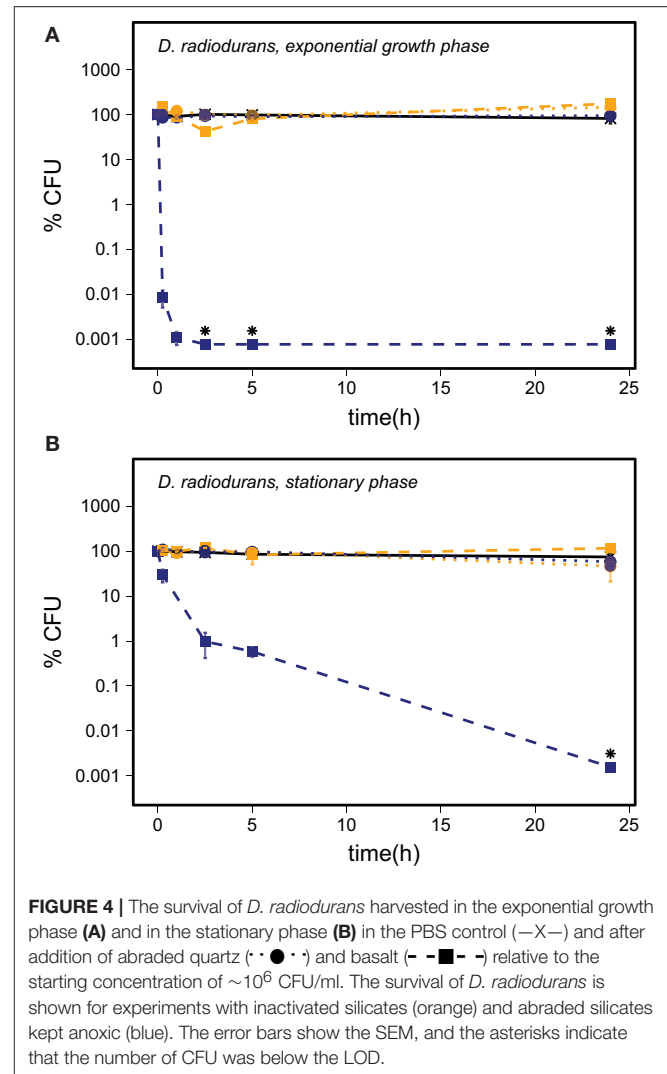 A
D. radiodurans, exponential growth phase
1000
100
10
1
0.1
0.01
0.001
% CFU
* * *
0 5 10 15 20 25
time(h)
B
D. radiodurans, stationary phase
1000
100
10
1
0.1
0.01
0.001
% CFU
*
0 5 10 15 20 25
time(h)
FIGURE 4 | The survival of D. radiodurans harvested in the exponential growth
phase (A) and in the stationary phase (B) in the PBS control (—X—) and after
addition of abraded quartz (· · ● · ·) and basalt (– – ■ – –) relative to the
starting concentration of ~10⁶ CFU/ml. The survival of D. radiodurans is
shown for experiments with inactivated silicates (orange) and abraded silicates
kept anoxic (blue). The error bars show the SEM, and the asterisks indicate
that the number of CFU was below the LOD.